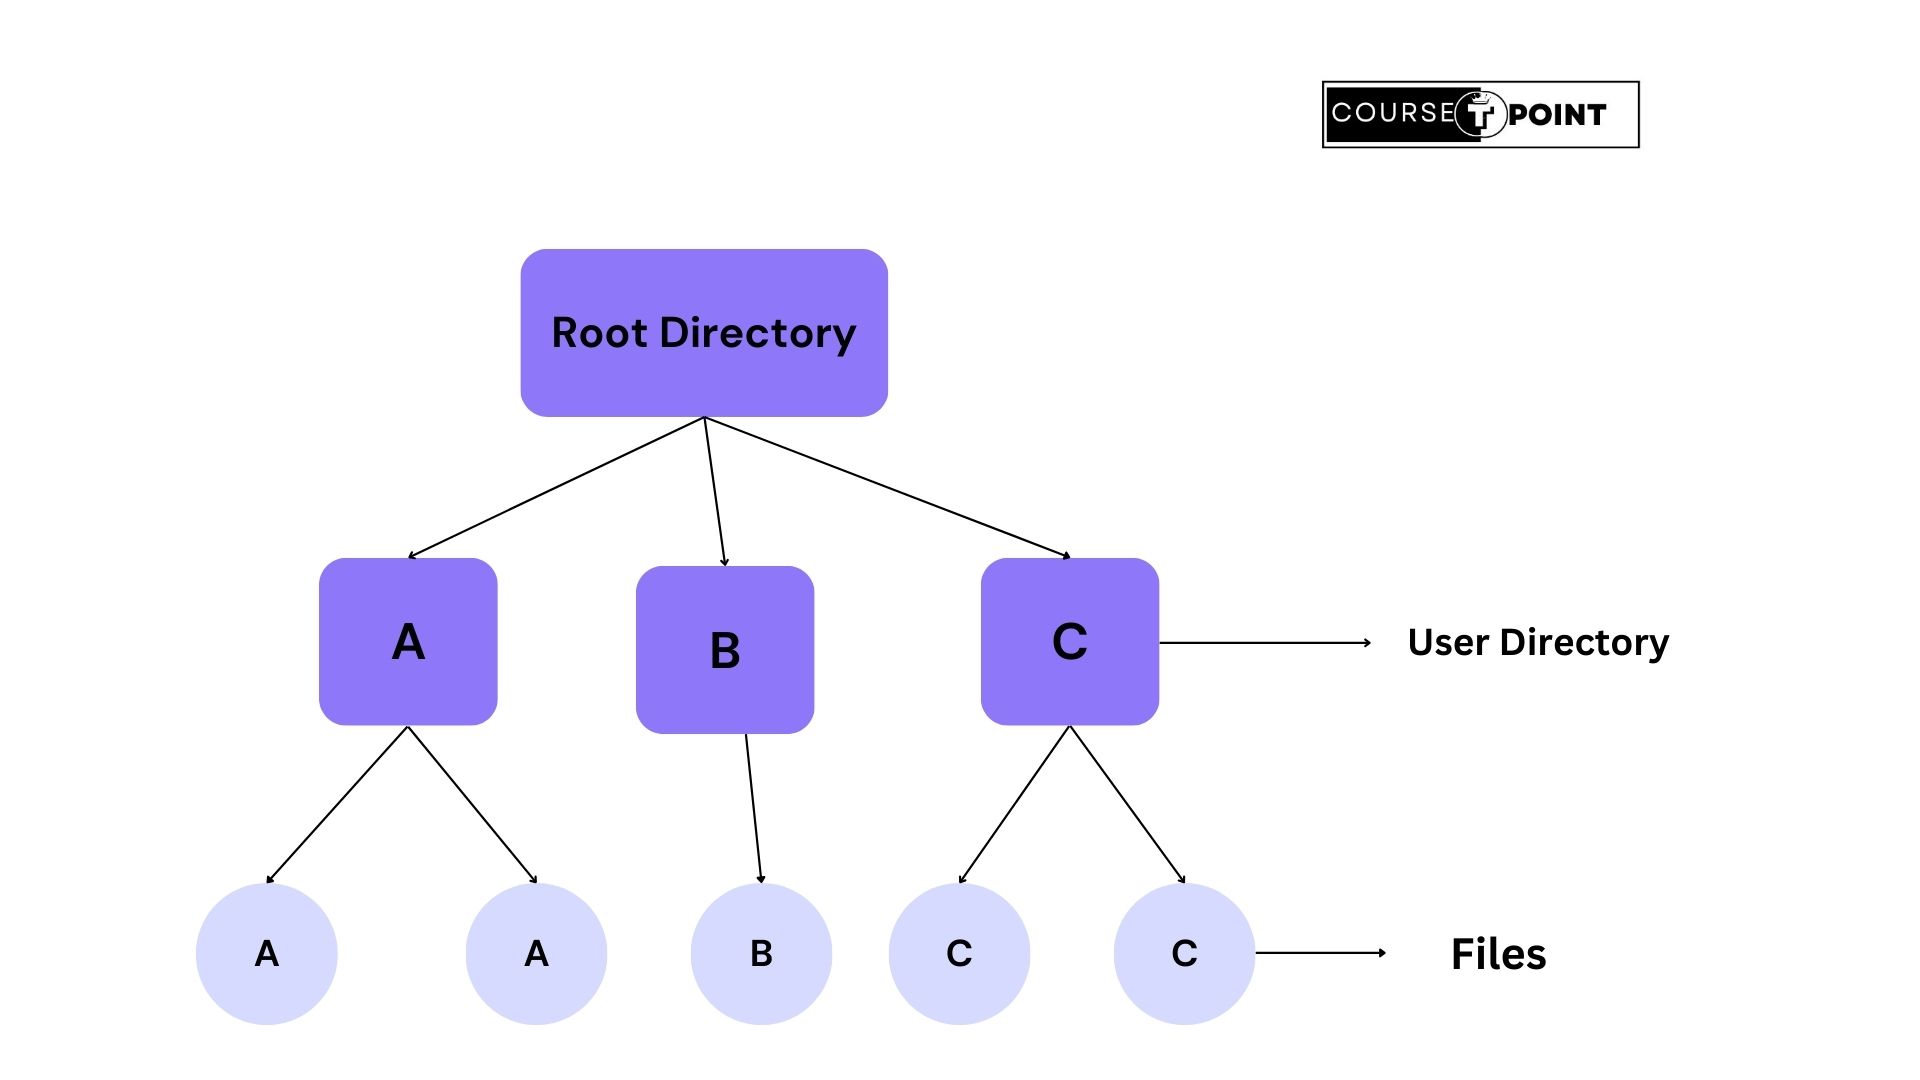 COURSE T POINT
Root Directory
A
B
C
User Directory
A
A
B
C
C
Files